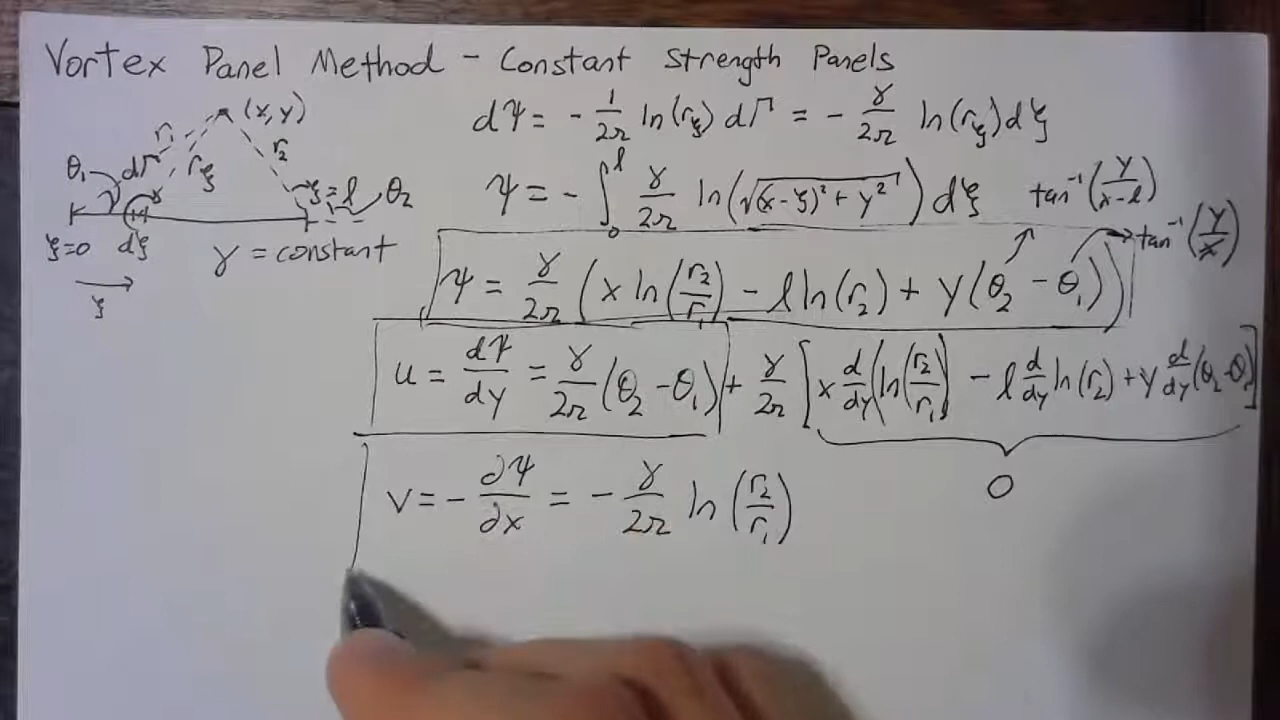 Vortex Panel Method - Constant Strength Panels
(x, y)
dΨ = - 1/2π ln(r_ξ) dΓ = - γ/2π ln(r_ξ) dξ
r₁
r_ξ
r₂
θ₁
dΓ
γ
ξ=l
θ₂
Ψ = - ∫₀^l γ/2π ln(√((x-ξ)² + y²)) dξ
tan⁻¹(y/(x-l))
ξ=0
dξ
γ = constant
tan⁻¹(y/x)
ξ
Ψ = γ/2π (x ln(r₂/r₁) - l ln(r₂) + y(θ₂ - θ₁))
u = dΨ/dy = γ/2π (θ₂ - θ₁) + γ/2π [x d/dy (ln(r₂/r₁)) - l d/dy ln(r₂) + y d/dy (θ₂ - θ₁)]
0
v = - ∂Ψ/∂x = - γ/2π ln(r₂/r₁)